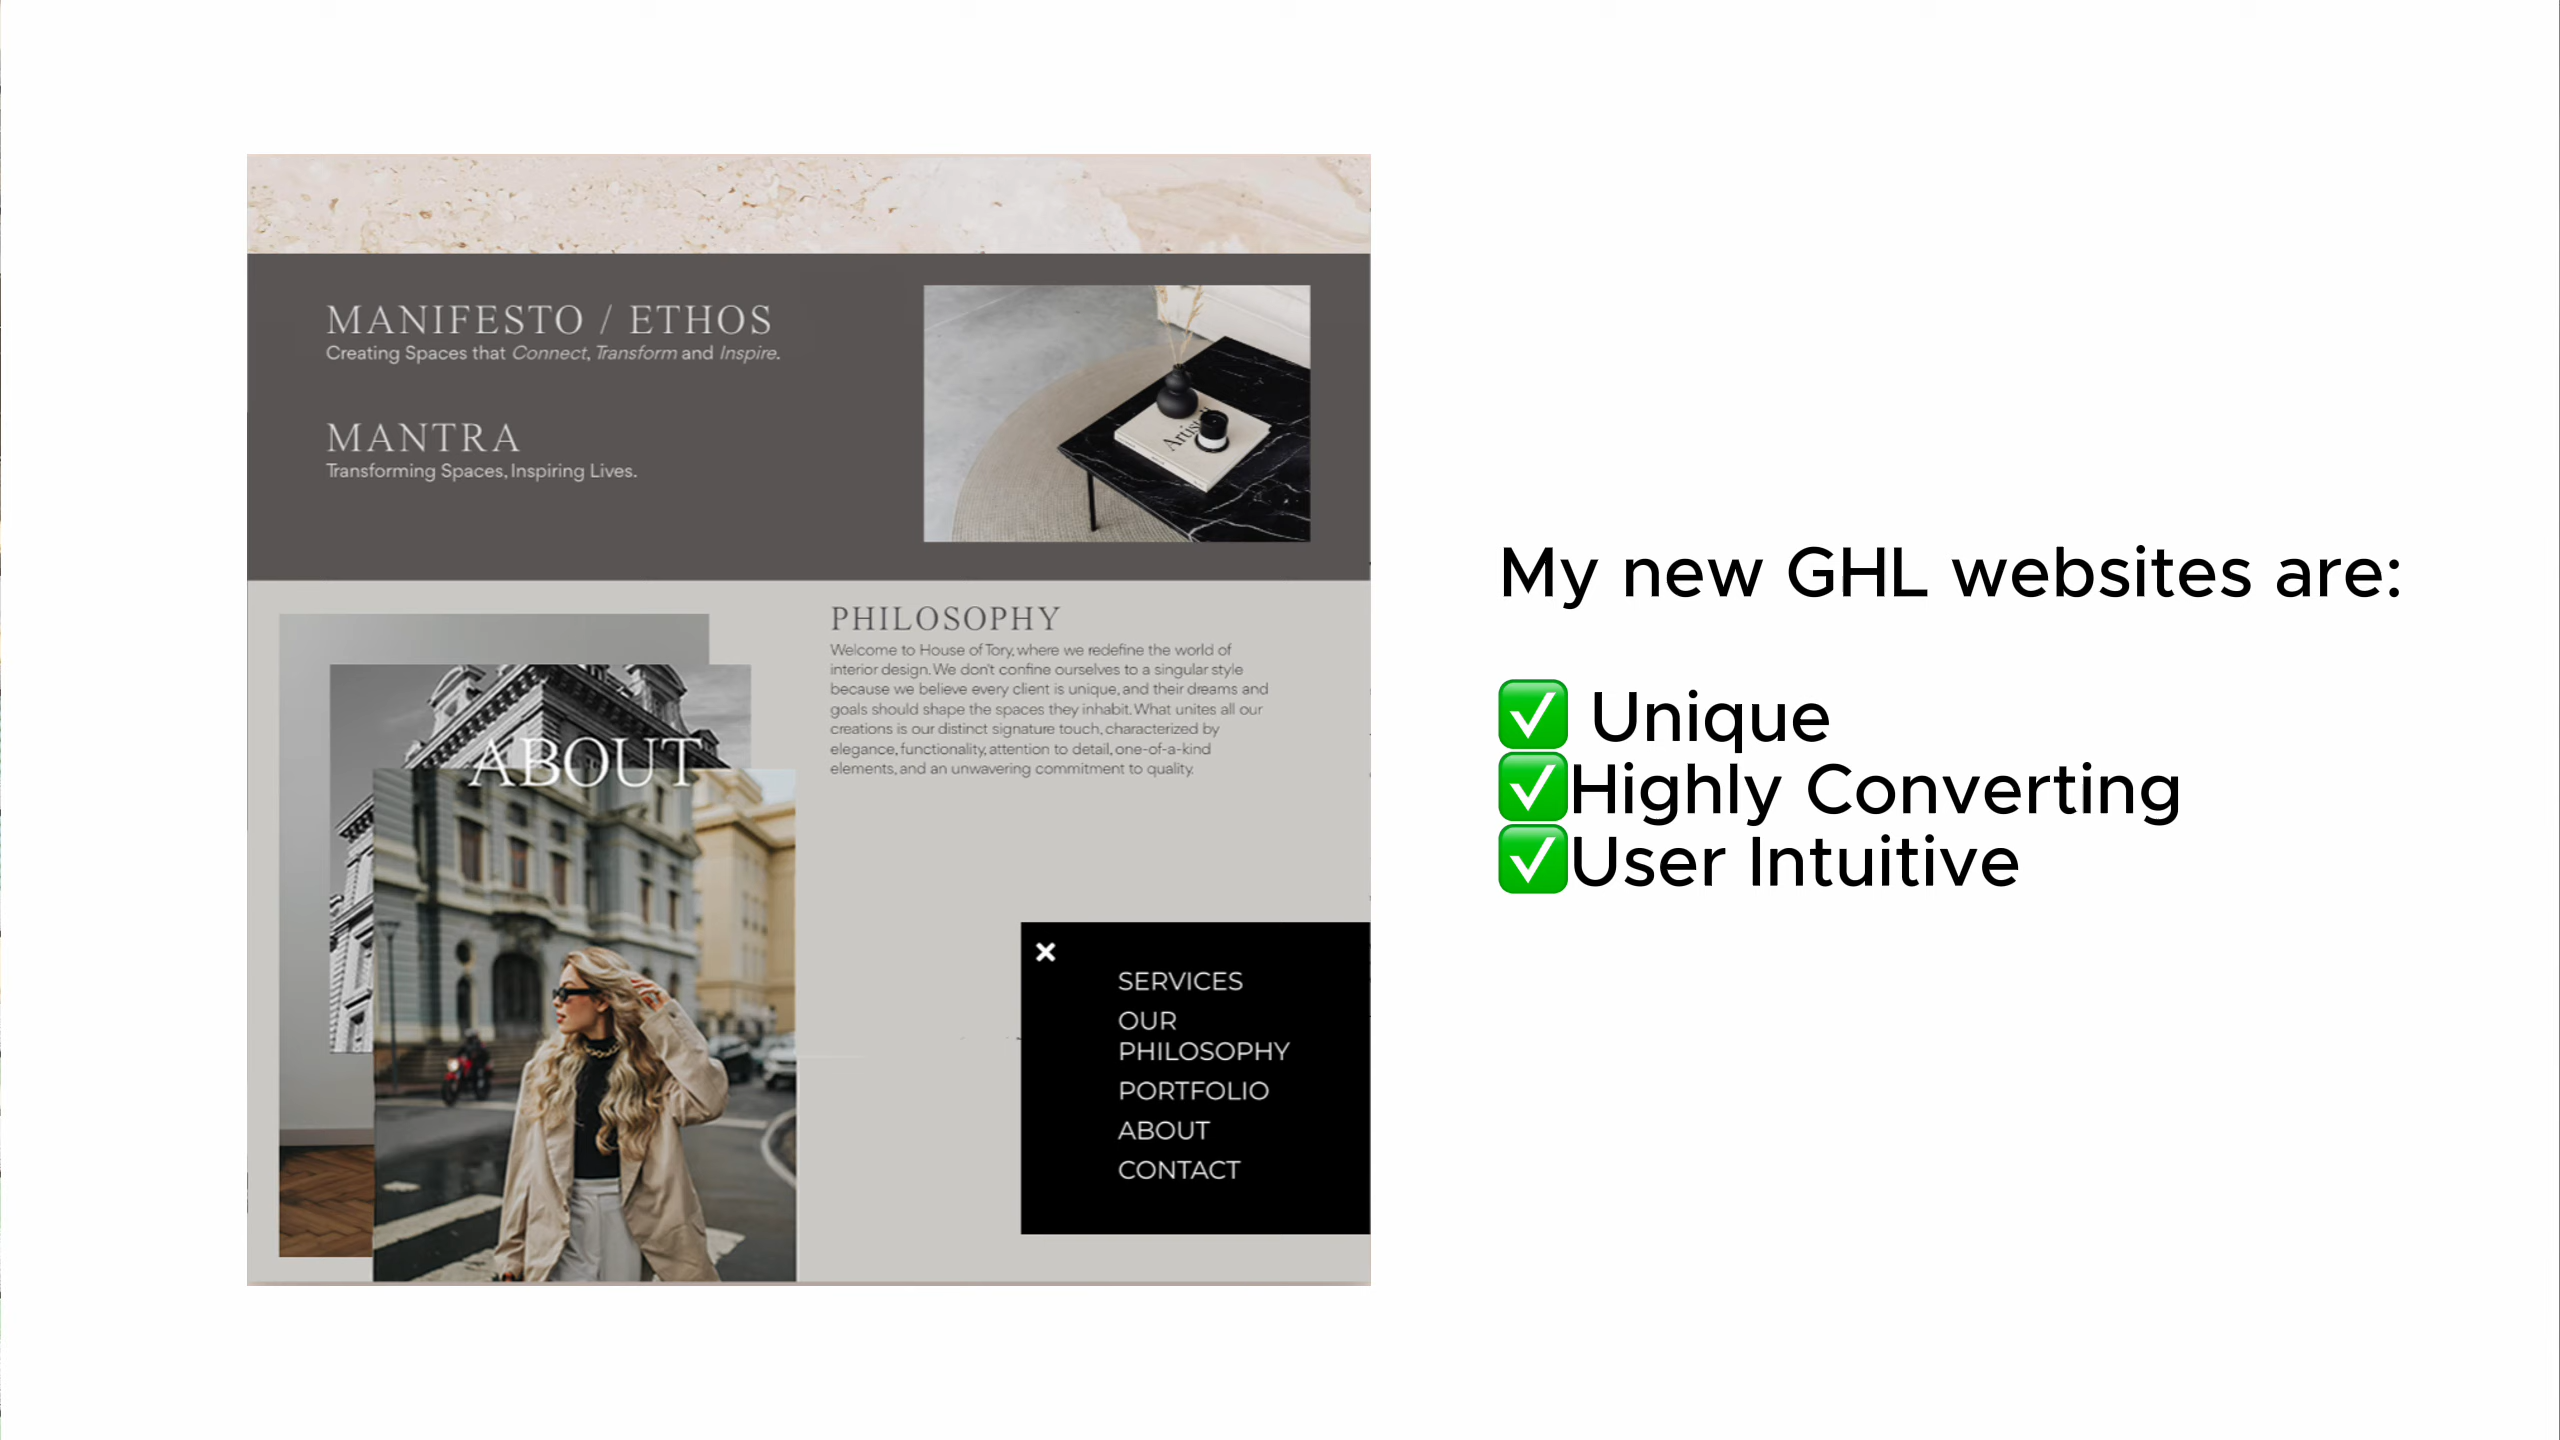 MANIFESTO / ETHOS
Creating Spaces that Connect, Transform and Inspire.
MANTRA
Transforming Spaces, Inspiring Lives.
Artistry
PHILOSOPHY
Welcome to House of Tory, where we redefine the world of
interior design. We don't confine ourselves to a singular style
because we believe every client is unique, and their dreams and
goals should shape the spaces they inhabit. What unites all our
creations is our distinct signature touch, characterized by
elegance, functionality, attention to detail, one-of-a-kind
elements, and an unwavering commitment to quality.
ABOUT
SERVICES
OUR
PHILOSOPHY
PORTFOLIO
ABOUT
CONTACT
My new GHL websites are:
✅ Unique
✅Highly Converting
✅User Intuitive